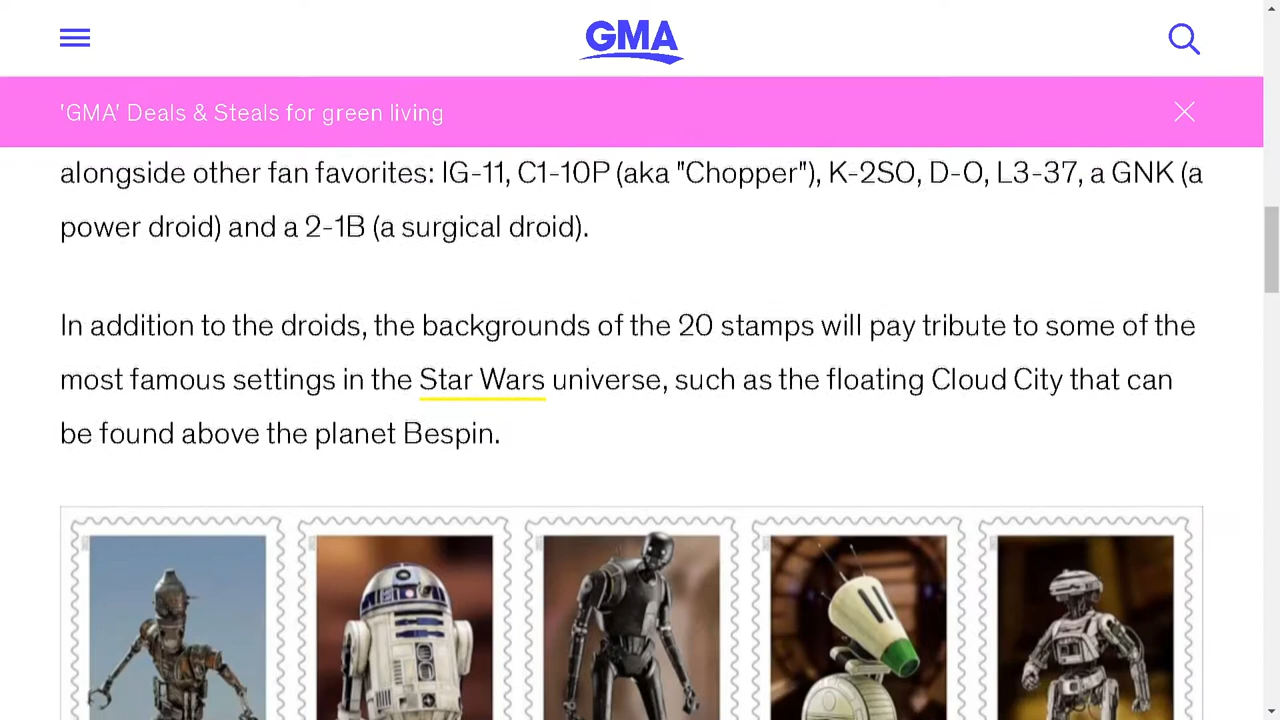 GMA
'GMA' Deals & Steals for green living
alongside other fan favorites: IG-11, C1-10P (aka "Chopper"), K-2SO, D-O, L3-37, a GNK (a
power droid) and a 2-1B (a surgical droid).
In addition to the droids, the backgrounds of the 20 stamps will pay tribute to some of the
most famous settings in the Star Wars universe, such as the floating Cloud City that can
be found above the planet Bespin.